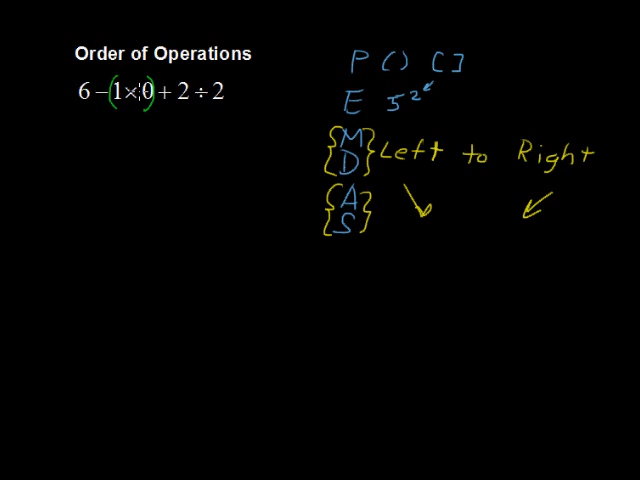 Order of Operations
6 − (1×0) + 2 ÷ 2
P ( ) [ ]
E 5²
{M} Left to Right
{D}
{A}
{S}